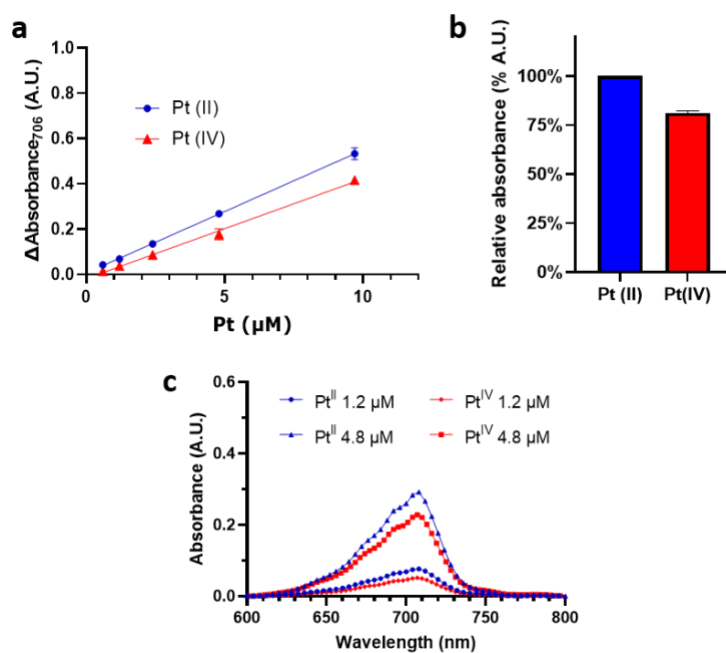 a
ΔAbsorbance706 (A.U.)
1.0
0.8
0.6
0.4
0.2
0.0
Pt (II)
Pt (IV)
0
5
10
Pt (μM)
b
Relative absorbance (% A.U.)
100%
75%
50%
25%
0%
Pt (II)
Pt(IV)
c
Absorbance (A.U.)
0.6
0.4
0.2
0.0
PtII 1.2 μM
PtIV 1.2 μM
PtII 4.8 μM
PtIV 4.8 μM
600
650
700
750
800
Wavelength (nm)